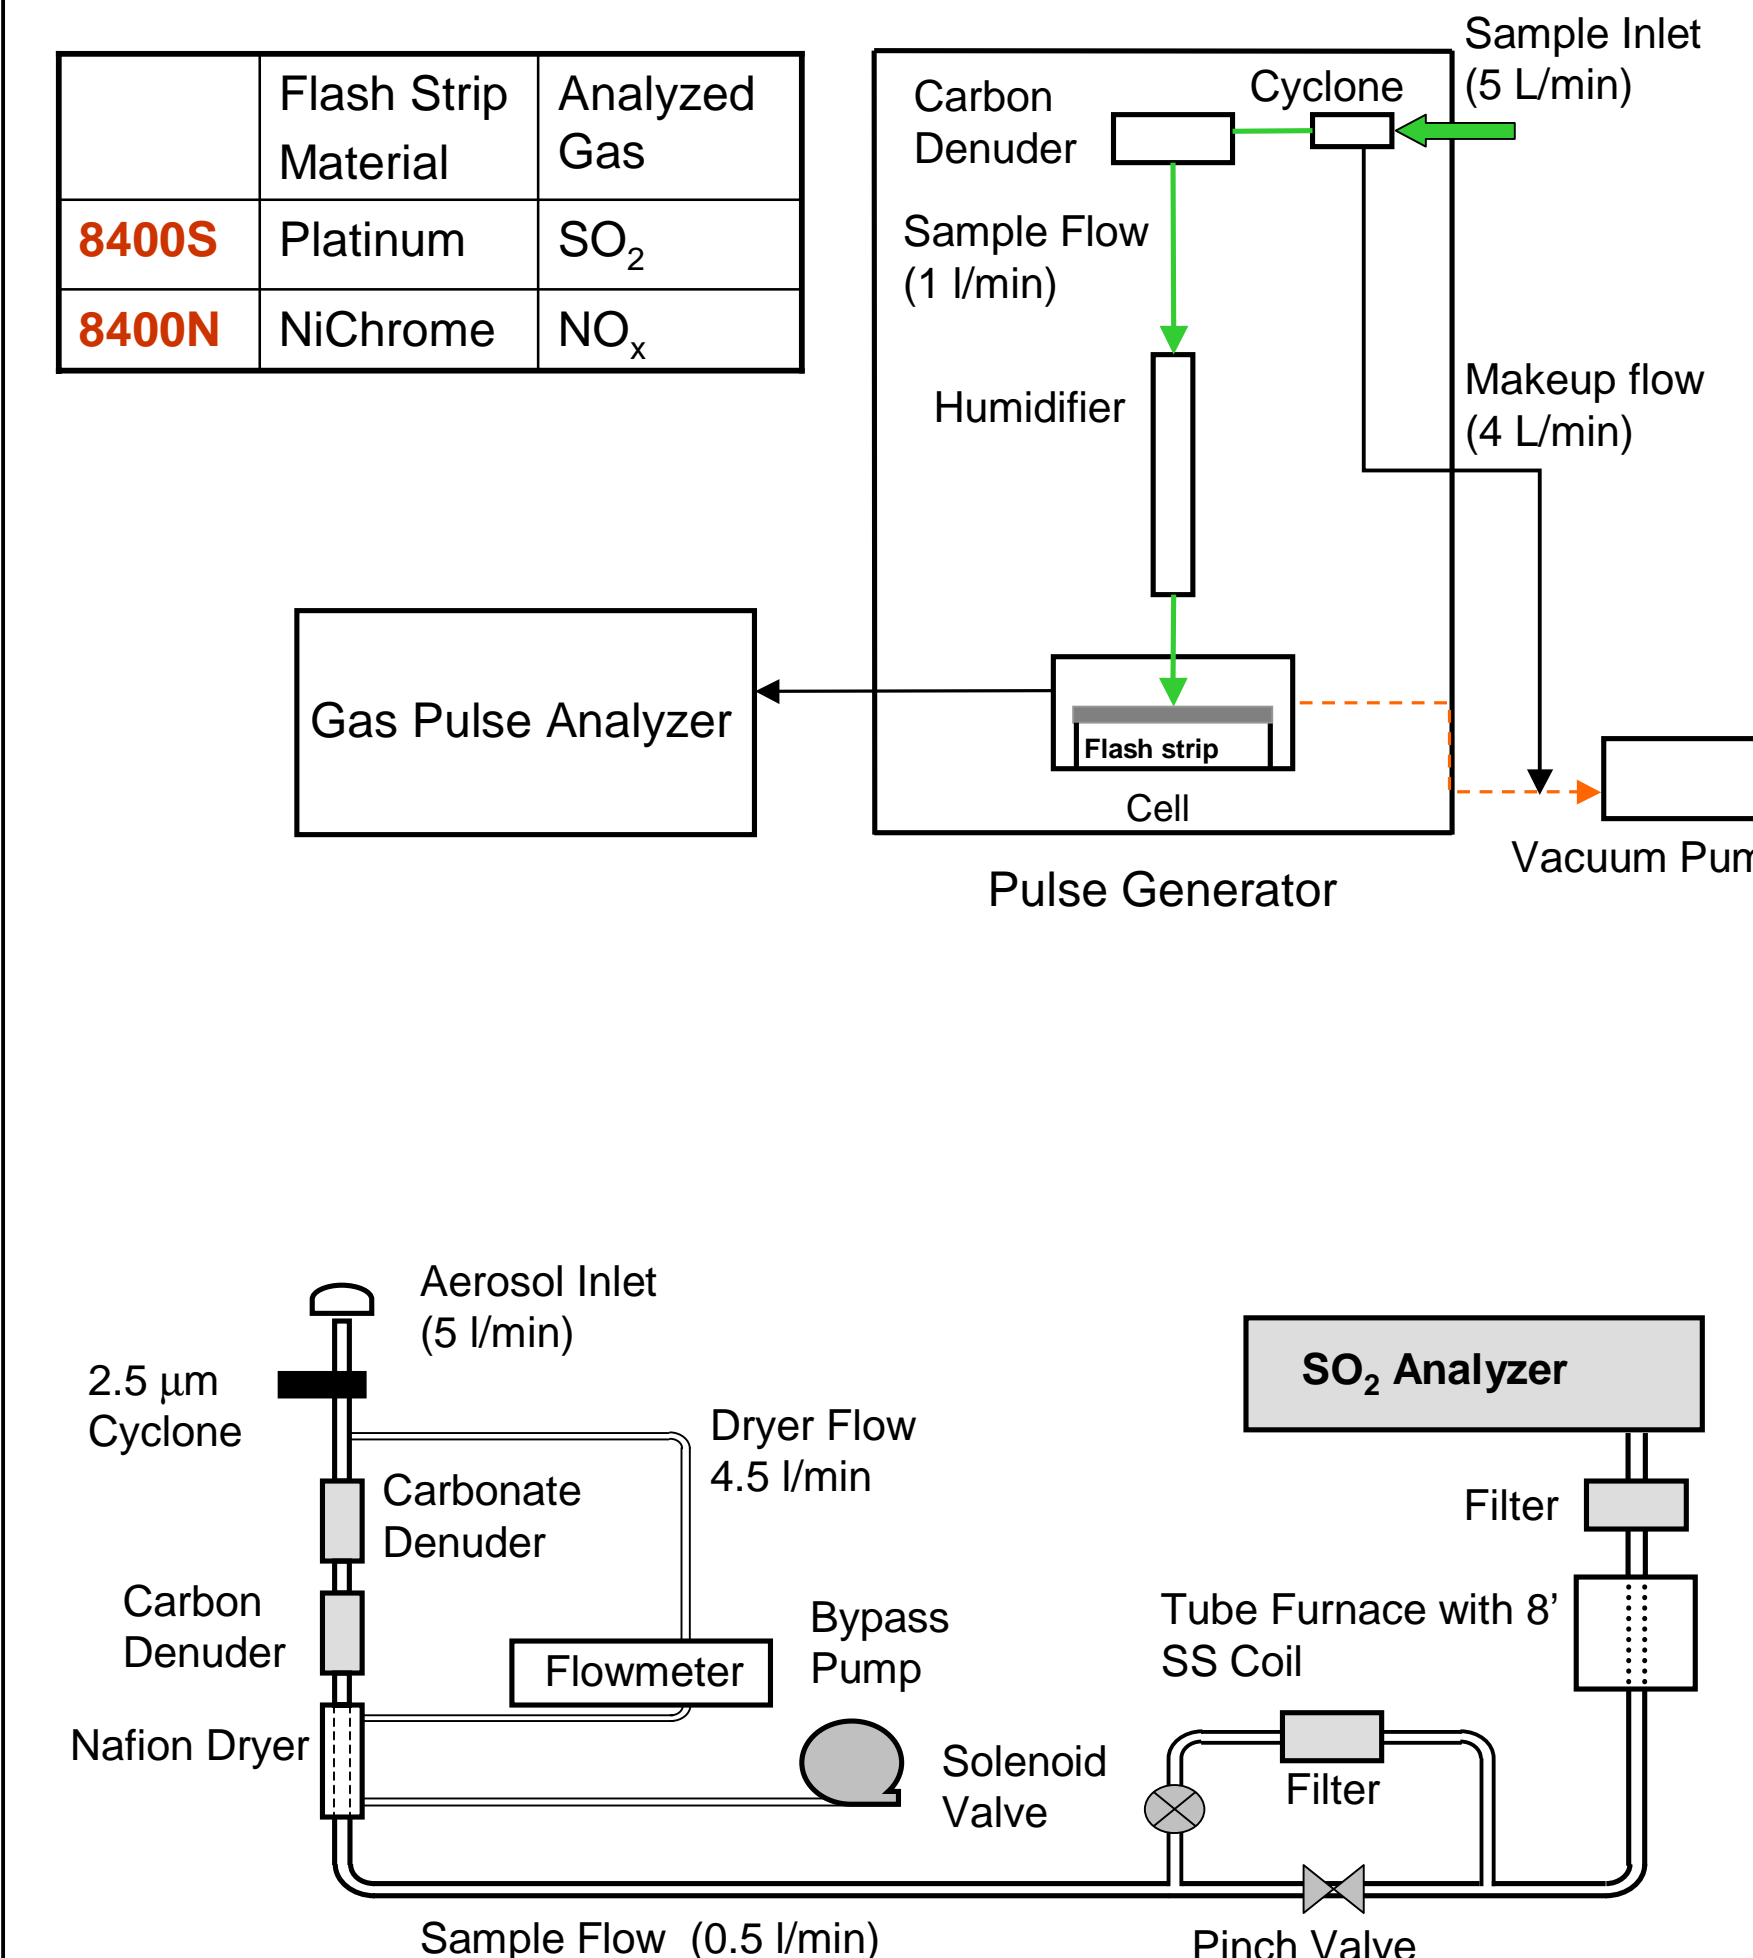 Flash Strip Material
Analyzed Gas
8400S Platinum SO₂
8400N NiChrome NOₓ
Sample Inlet
(5 L/min)
Cyclone
Carbon
Denuder
Sample Flow
(1 l/min)
Humidifier
Makeup flow
(4 L/min)
Gas Pulse Analyzer
Flash strip
Cell
Vacuum Pum
Pulse Generator
Aerosol Inlet
(5 l/min)
2.5 μm
Cyclone
Dryer Flow
4.5 l/min
Carbonate
Denuder
Carbon
Denuder
Flowmeter
Bypass
Pump
Nafion Dryer
SO₂ Analyzer
Filter
Tube Furnace with 8’
SS Coil
Solenoid
Valve
Filter
Sample Flow (0.5 l/min)
Pinch Valve